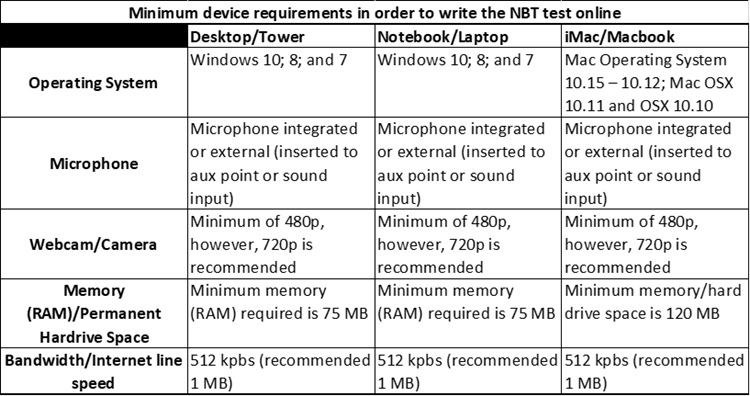 Minimum device requirements in order to write the NBT test online
Desktop/Tower Notebook/Laptop iMac/Macbook
Operating System
Windows 10; 8; and 7
Windows 10; 8; and 7
Mac Operating System
10.15 – 10.12; Mac OSX
10.11 and OSX 10.10
Microphone
Microphone integrated
or external (inserted to
aux point or sound
input)
Microphone integrated
or external (inserted to
aux point or sound
input)
Microphone integrated
or external (inserted to
aux point or sound
input)
Webcam/Camera
Minimum of 480p,
however, 720p is
recommended
Minimum of 480p,
however, 720p is
recommended
Minimum of 480p,
however, 720p is
recommended
Memory
(RAM)/Permanent
Hardrive Space
Minimum memory
(RAM) required is 75 MB
Minimum memory
(RAM) required is 75 MB
Minimum memory/hard
drive space is 120 MB
Bandwidth/Internet line
speed
512 kpbs (recommended
1 MB)
512 kpbs (recommended
1 MB)
512 kpbs (recommended
1 MB)